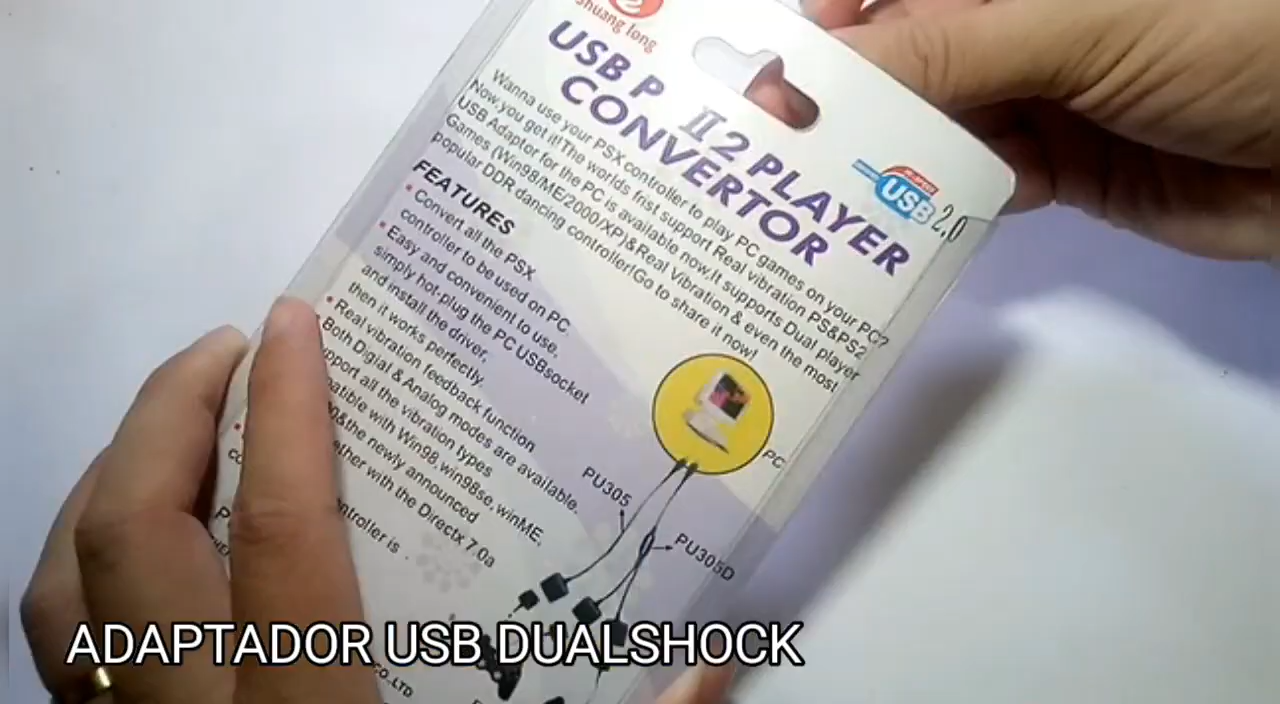 shuang long
USB P II 2 PLAYER
CONVERTOR
USB 2.0
Wanna use your PSX controller to play PC games on your PC?
Now,you get it!The worlds frist support Real vibration PS&PS2
USB Adaptor for the PC is available now,It supports Dual player
Games (Win98/ME/2000/XP)&Real Vibration & even the most
popular DDR dancing controller!Go to share it now!
FEATURES
• Convert all the PSX
controller to be used on PC.
• Easy and convenient to use,
simply hot-plug the PC USBsocket
and install the driver,
then it works perfectly.
• Real vibration feedback function
• Both Digial & Analog modes are available.
support all the vibration types
with Win98,win98se,winME,
&the newly announced
with the Directx 7.0a
is
PC
PU305
PU305D
CO.,LTD
ADAPTADOR USB DUALSHOCK